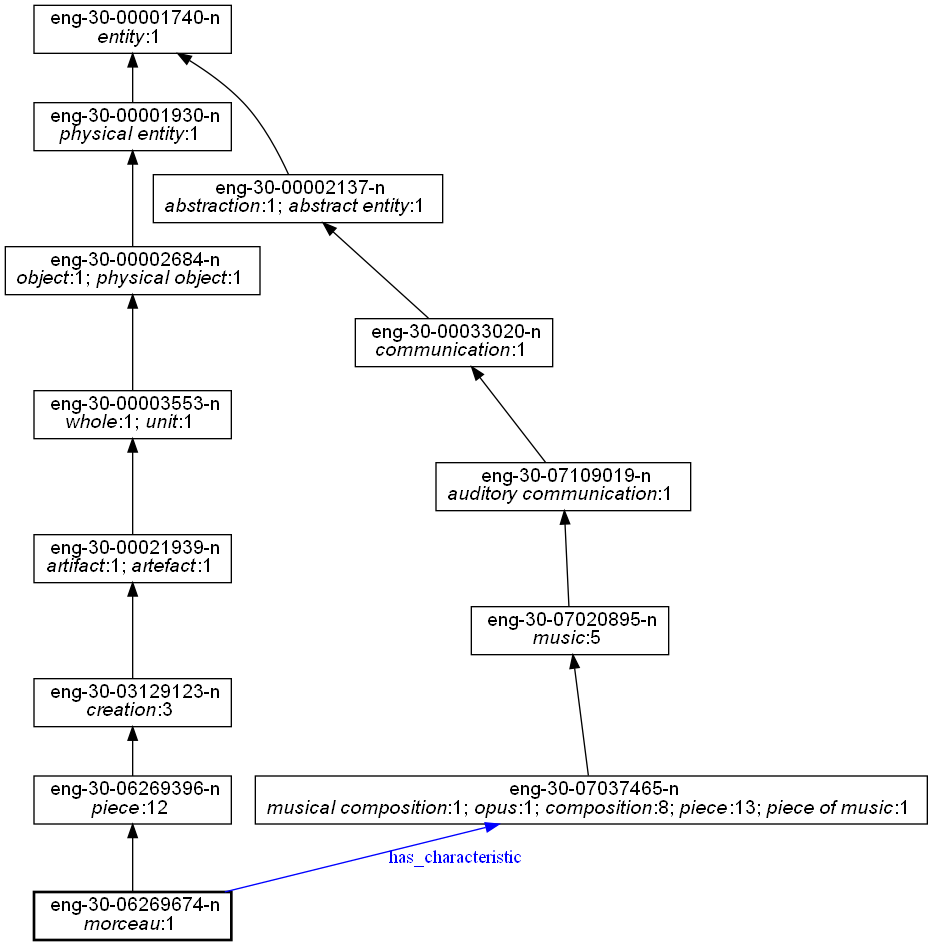 eng-30-00001740-n
entity:1
eng-30-00001930-n
physical entity:1
eng-30-00002137-n
abstraction:1; abstract entity:1
eng-30-00002684-n
object:1; physical object:1
eng-30-00033020-n
communication:1
eng-30-00003553-n
whole:1; unit:1
eng-30-07109019-n
auditory communication:1
eng-30-00021939-n
artifact:1; artefact:1
eng-30-07020895-n
music:5
eng-30-03129123-n
creation:3
eng-30-06269396-n
piece:12
eng-30-07037465-n
musical composition:1; opus:1; composition:8; piece:13; piece of music:1
has_characteristic
eng-30-06269674-n
morceau:1